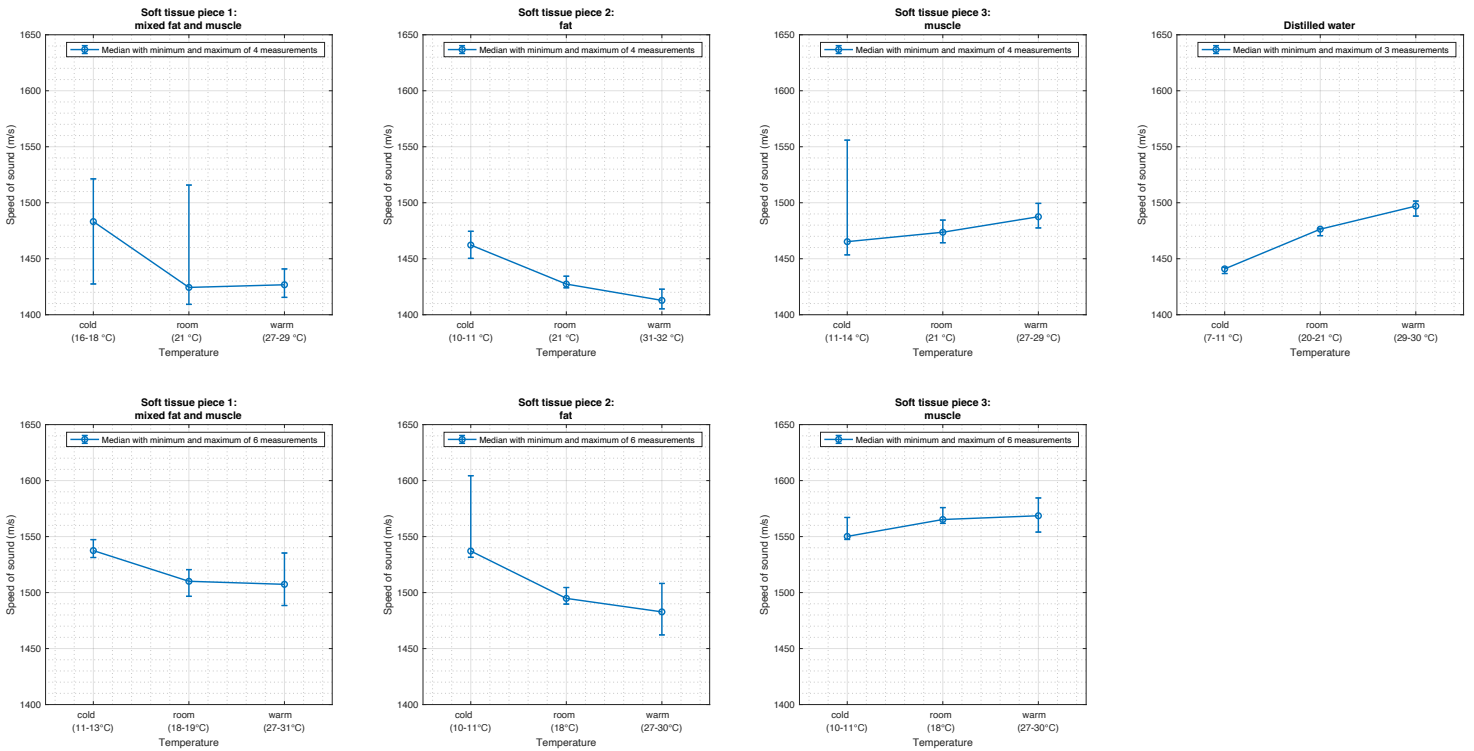 Soft tissue piece 1:
mixed fat and muscle
Median with minimum and maximum of 4 measurements
Speed of sound (m/s)
1650
1600
1550
1500
1450
1400
cold
(16-18 °C)
room
(21 °C)
warm
(27-29 °C)
Temperature
Soft tissue piece 2:
fat
Median with minimum and maximum of 4 measurements
Speed of sound (m/s)
1650
1600
1550
1500
1450
1400
cold
(10-11 °C)
room
(21 °C)
warm
(31-32 °C)
Temperature
Soft tissue piece 3:
muscle
Median with minimum and maximum of 4 measurements
Speed of sound (m/s)
1650
1600
1550
1500
1450
1400
cold
(11-14 °C)
room
(21 °C)
warm
(27-29 °C)
Temperature
Distilled water
Median with minimum and maximum of 3 measurements
Speed of sound (m/s)
1650
1600
1550
1500
1450
1400
cold
(7-11 °C)
room
(20-21 °C)
warm
(29-30 °C)
Temperature
Soft tissue piece 1:
mixed fat and muscle
Median with minimum and maximum of 6 measurements
Speed of sound (m/s)
1650
1600
1550
1500
1450
1400
cold
(11-13°C)
room
(18-19°C)
warm
(27-31°C)
Temperature
Soft tissue piece 2:
fat
Median with minimum and maximum of 6 measurements
Speed of sound (m/s)
1650
1600
1550
1500
1450
1400
cold
(10-11°C)
room
(18°C)
warm
(27-30°C)
Temperature
Soft tissue piece 3:
muscle
Median with minimum and maximum of 6 measurements
Speed of sound (m/s)
1650
1600
1550
1500
1450
1400
cold
(10-11°C)
room
(18°C)
warm
(27-30°C)
Temperature